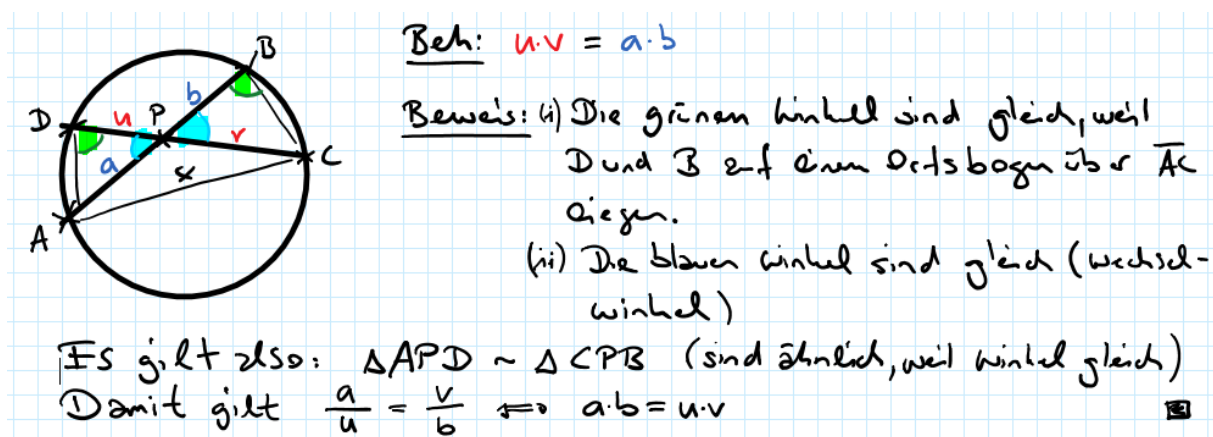 B
D
u
P
b
v
a
C
A
Beh: u·v = a·b
Beweis: (i) Die grünen Winkel sind gleich, weil
D und B auf einem Ortsbogen über \overline{AC}
liegen.
(ii) Die blauen Winkel sind gleich (Wechsel-
winkel)
Es gilt also: ΔAPD ~ ΔCPB (sind ähnlich, weil Winkel gleich)
Damit gilt a/u = v/b ⟺ a·b = u·v